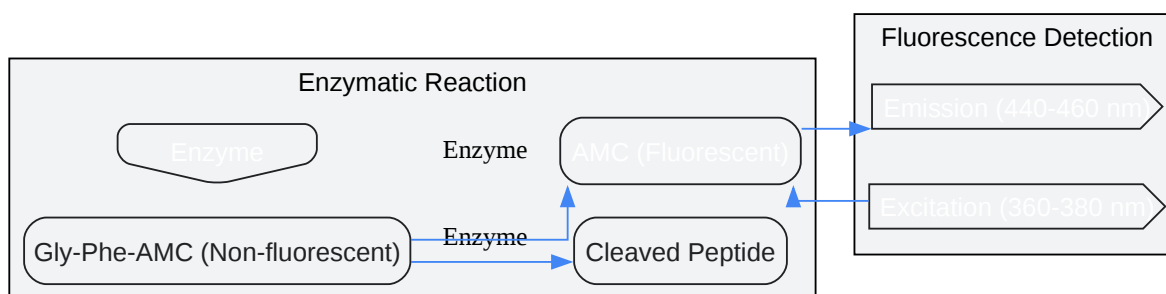 Fluorescence Detection
Enzymatic Reaction
Emission (440-460 nm)
Enzyme
Enzyme
AMC (Fluorescent)
Excitation (360-380 nm)
Enzyme
Gly-Phe-AMC (Non-fluorescent)
Cleaved Peptide